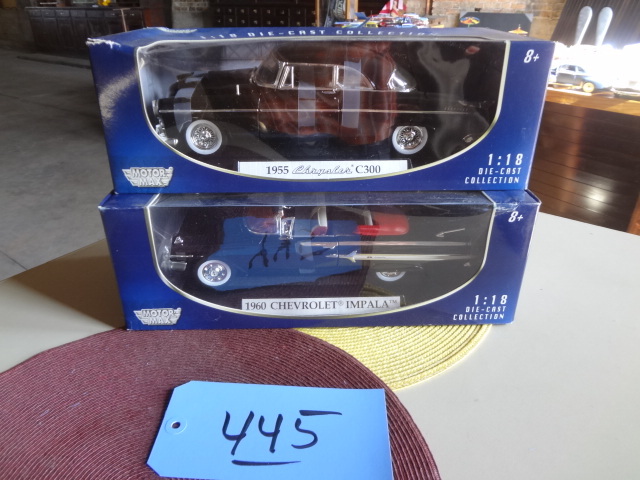 1:18 DIE-CAST COLLECTION
8+
1955 Chrysler C300
MOTOR MAX
1:18
DIE-CAST
COLLECTION
8+
1960 CHEVROLET® IMPALA™
MOTOR MAX
1:18
DIE-CAST
COLLECTION
445